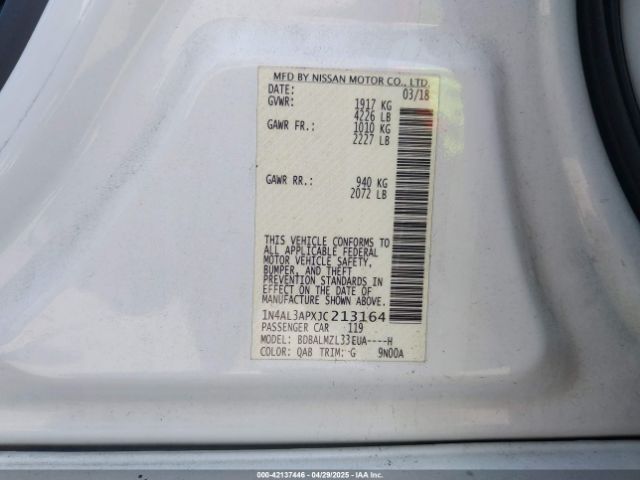 MFD BY NISSAN MOTOR CO., LTD.
DATE: 03/18
GVWR: 1917 KG
4226 LB
GAWR FR.: 1010 KG
2227 LB
GAWR RR.: 940 KG
2072 LB
THIS VEHICLE CONFORMS TO
ALL APPLICABLE FEDERAL
MOTOR VEHICLE SAFETY,
BUMPER, AND THEFT
PREVENTION STANDARDS IN
EFFECT ON THE DATE OF
MANUFACTURE SHOWN ABOVE.
1N4AL3APXJC213164
PASSENGER CAR 119
MODEL: BDBALMZL33EUA----H
COLOR: QAB TRIM: G 9N00A
000-42137446 - 04/29/2025 - IAA Inc.